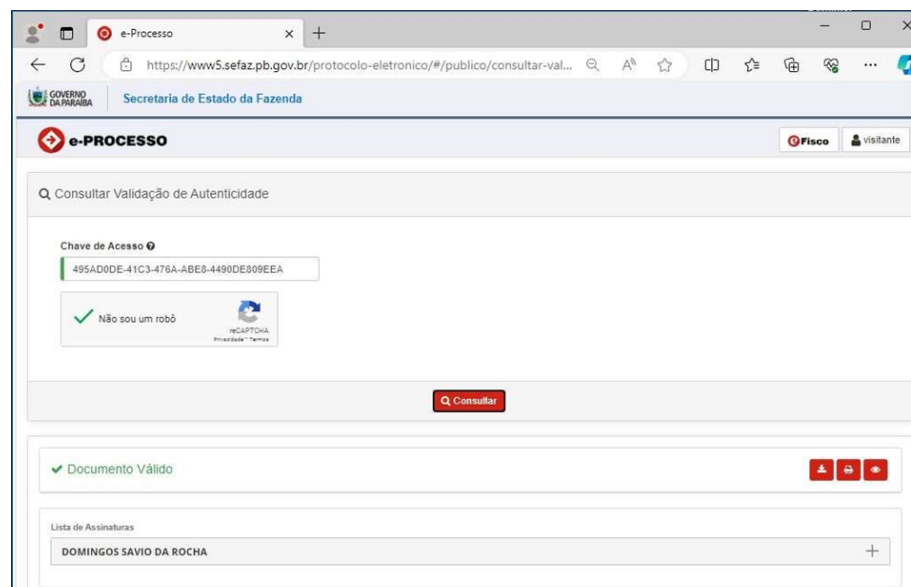 e-Processo
https://www5.sefaz.pb.gov.br/protocolo-eletronico/#/publico/consultar-val...
GOVERNO DA PARAÍBA
Secretaria de Estado da Fazenda
e-PROCESSO
Fisco
visitante
Consultar Validação de Autenticidade
Chave de Acesso
495AD0DE-41C3-476A-ABE8-4490DE809EEA
Não sou um robô
reCAPTCHA
Privacidade - Termos
Consultar
Documento Válido
Lista de Assinaturas
DOMINGOS SAVIO DA ROCHA